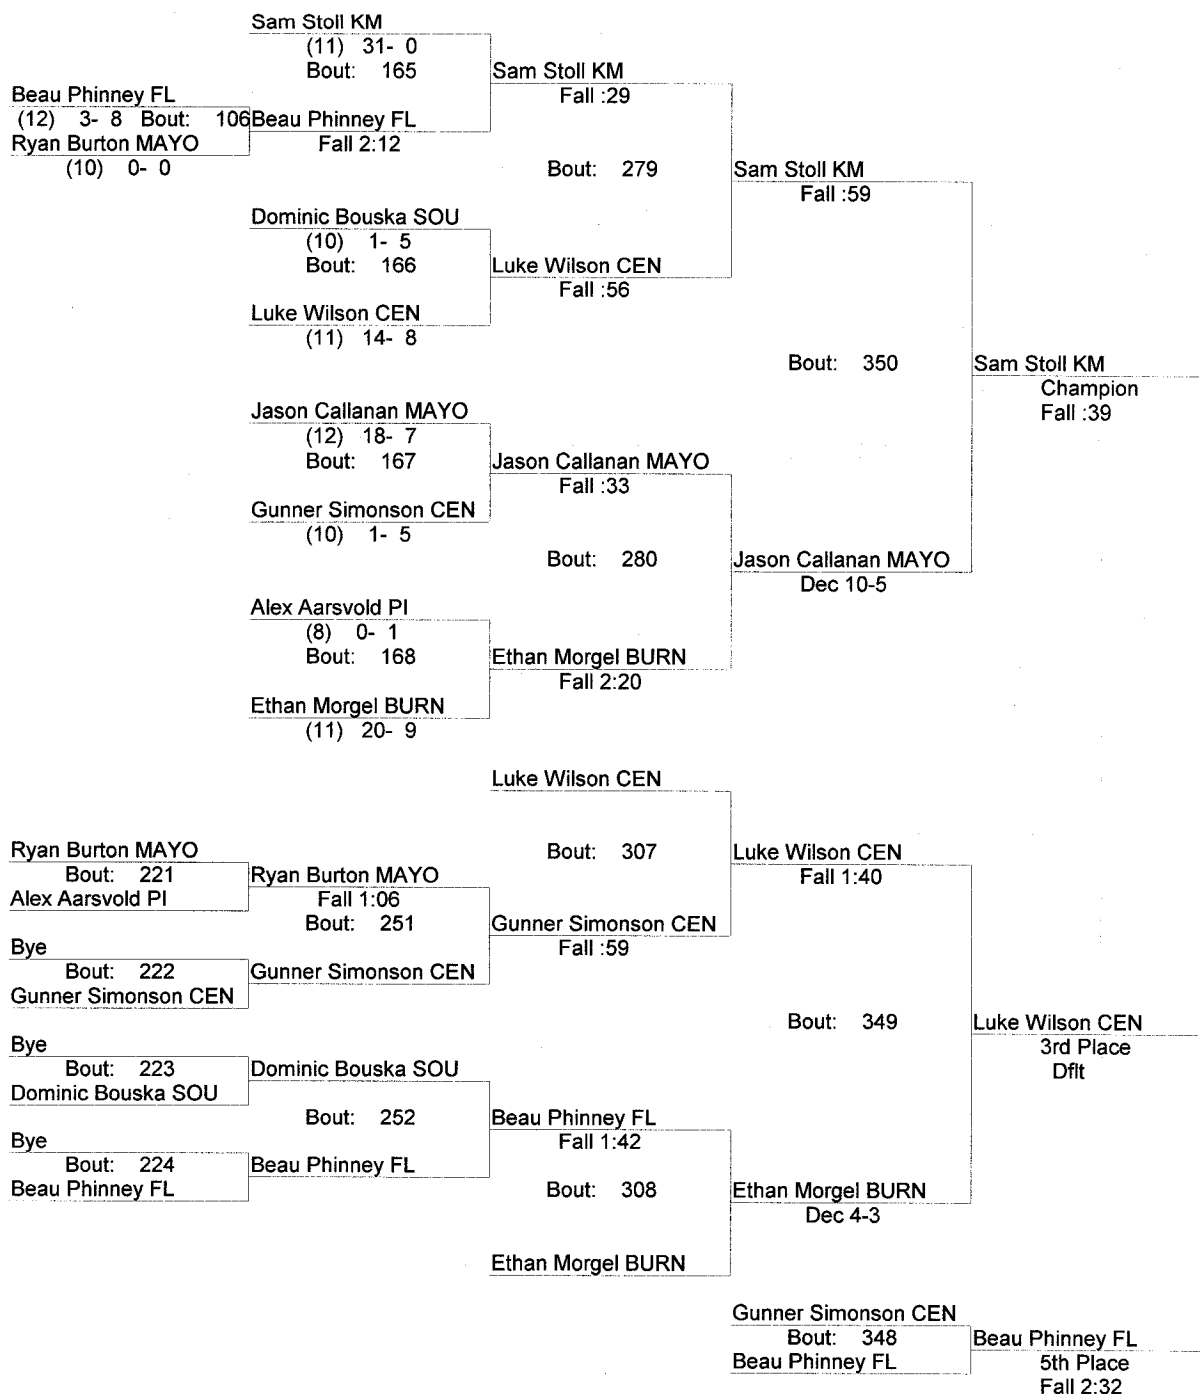 Sam Stoll KM
(11) 31- 0
Bout: 165
Sam Stoll KM
Fall :29
Beau Phinney FL
(12) 3- 8 Bout: 106
Beau Phinney FL
Fall 2:12
Ryan Burton MAYO
(10) 0- 0
Bout: 279
Sam Stoll KM
Fall :59
Dominic Bouska SOU
(10) 1- 5
Bout: 166
Luke Wilson CEN
Fall :56
Luke Wilson CEN
(11) 14- 8
Bout: 350
Sam Stoll KM
Champion
Fall :39
Jason Callanan MAYO
(12) 18- 7
Bout: 167
Jason Callanan MAYO
Fall :33
Gunner Simonson CEN
(10) 1- 5
Bout: 280
Jason Callanan MAYO
Dec 10-5
Alex Aarsvold PI
(8) 0- 1
Bout: 168
Ethan Morgel BURN
Fall 2:20
Ethan Morgel BURN
(11) 20- 9
Luke Wilson CEN
Ryan Burton MAYO
Bout: 221
Alex Aarsvold PI
Ryan Burton MAYO
Fall 1:06
Bout: 251
Bout: 307
Luke Wilson CEN
Fall 1:40
Gunner Simonson CEN
Fall :59
Bye
Bout: 222
Gunner Simonson CEN
Gunner Simonson CEN
Bout: 349
Luke Wilson CEN
3rd Place
Dflt
Bye
Bout: 223
Dominic Bouska SOU
Dominic Bouska SOU
Bout: 252
Beau Phinney FL
Fall 1:42
Bye
Bout: 224
Beau Phinney FL
Beau Phinney FL
Bout: 308
Ethan Morgel BURN
Dec 4-3
Ethan Morgel BURN
Gunner Simonson CEN
Bout: 348
Beau Phinney FL
Beau Phinney FL
5th Place
Fall 2:32